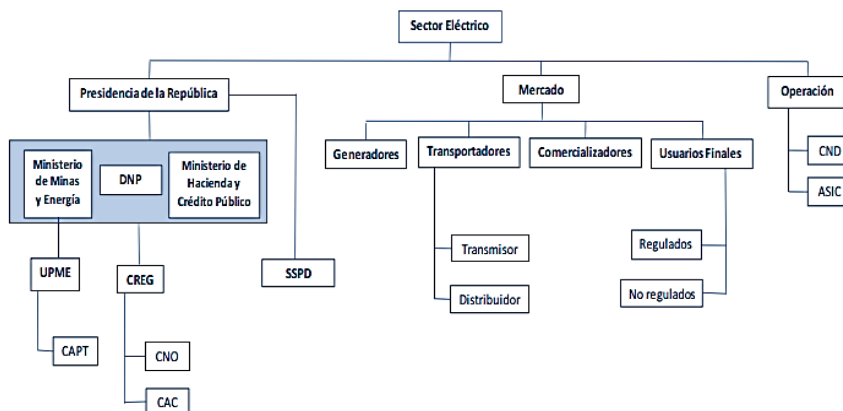 Sector Eléctrico
Presidencia de la República
Mercado
Operación
Ministerio
de Minas
y Energía
DNP
Ministerio de
Hacienda y
Crédito Público
Generadores
Transportadores
Comercializadores
Usuarios Finales
CND
ASIC
Transmisor
Distribuidor
Regulados
No regulados
UPME
CREG
SSPD
CAPT
CNO
CAC